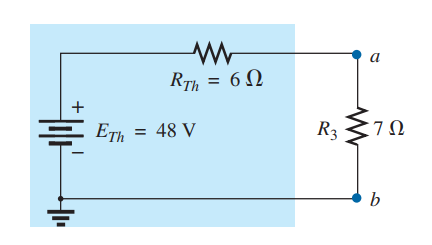 a
R_Th = 6 Ω
+
E_Th = 48 V
R_3
7 Ω
−
b